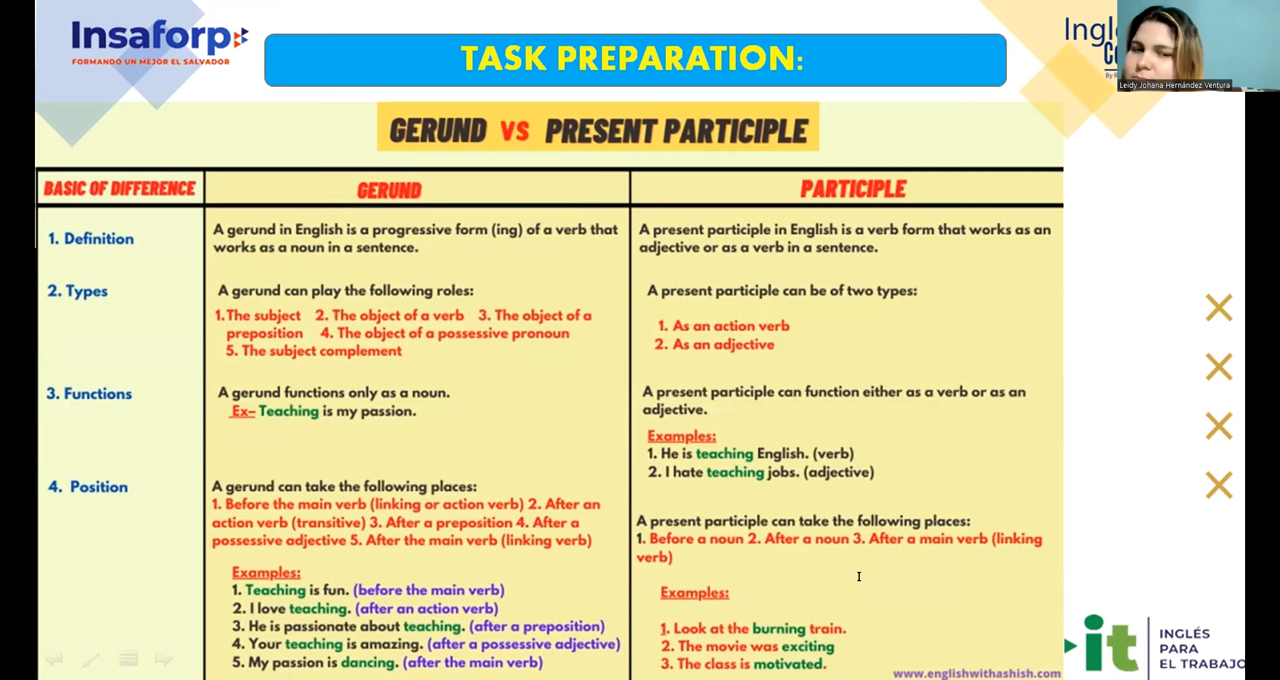 Insaforp
FORMANDO UN MEJOR EL SALVADOR
TASK PREPARATION:
Leidy Johana Hernández Ventura
GERUND VS PRESENT PARTICIPLE
BASIC OF DIFFERENCE
GERUND
PARTICIPLE
1. Definition
A gerund in English is a progressive form (ing) of a verb that
works as a noun in a sentence.
A present participle in English is a verb form that works as an
adjective or as a verb in a sentence.
2. Types
A gerund can play the following roles:
1.The subject 2. The object of a verb 3. The object of a
preposition 4. The object of a possessive pronoun
5. The subject complement
A present participle can be of two types:
1. As an action verb
2. As an adjective
3. Functions
A gerund functions only as a noun.
Ex– Teaching is my passion.
A present participle can function either as a verb or as an
adjective.
Examples:
1. He is teaching English. (verb)
2. I hate teaching jobs. (adjective)
4. Position
A gerund can take the following places:
1. Before the main verb (linking or action verb) 2. After an
action verb (transitive) 3. After a preposition 4. After a
possessive adjective 5. After the main verb (linking verb)
Examples:
1. Teaching is fun. (before the main verb)
2. I love teaching. (after an action verb)
3. He is passionate about teaching. (after a preposition)
4. Your teaching is amazing. (after a possessive adjective)
5. My passion is dancing. (after the main verb)
A present participle can take the following places:
1. Before a noun 2. After a noun 3. After a main verb (linking
verb)
Examples:
1. Look at the burning train.
2. The movie was exciting
3. The class is motivated.
www.englishwithashish.com
it
INGLÉS
PARA
EL TRABAJO